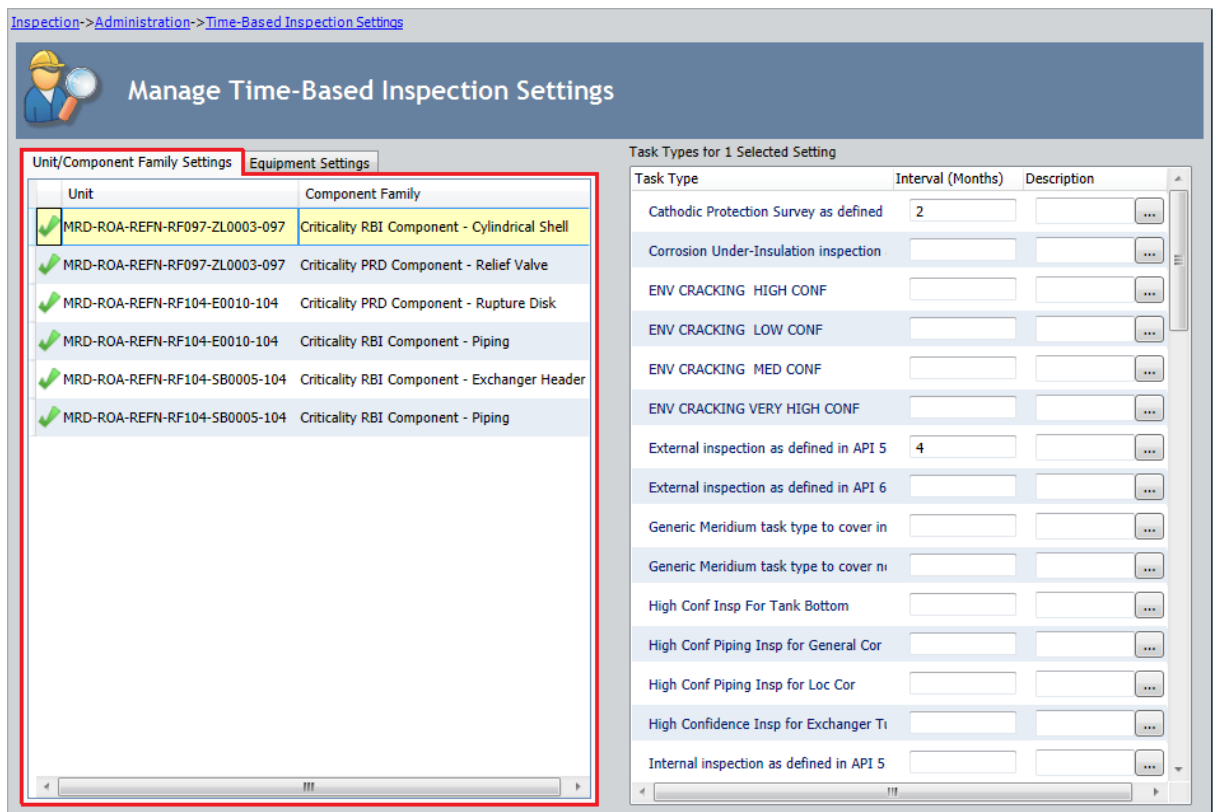 Inspection->Administration->Time-Based Inspection Settings
Manage Time-Based Inspection Settings
Unit/Component Family Settings
Equipment Settings
Unit Component Family
MRD-ROA-REFN-RF097-ZL0003-097 Criticality RBI Component - Cylindrical Shell
MRD-ROA-REFN-RF097-ZL0003-097 Criticality PRD Component - Relief Valve
MRD-ROA-REFN-RF104-E0010-104 Criticality PRD Component - Rupture Disk
MRD-ROA-REFN-RF104-E0010-104 Criticality RBI Component - Piping
MRD-ROA-REFN-RF104-SB0005-104 Criticality RBI Component - Exchanger Header
MRD-ROA-REFN-RF104-SB0005-104 Criticality RBI Component - Piping
Task Types for 1 Selected Setting
Task Type Interval (Months) Description
Cathodic Protection Survey as defined 2 ...
Corrosion Under-Insulation inspection ...
ENV CRACKING HIGH CONF ...
ENV CRACKING LOW CONF ...
ENV CRACKING MED CONF ...
ENV CRACKING VERY HIGH CONF ...
External inspection as defined in API 5 4 ...
External inspection as defined in API 6 ...
Generic Meridium task type to cover in ...
Generic Meridium task type to cover ...
High Conf Insp For Tank Bottom ...
High Conf Piping Insp for General Cor ...
High Conf Piping Insp for Loc Cor ...
High Confidence Insp for Exchanger ...
Internal inspection as defined in API 5 ...